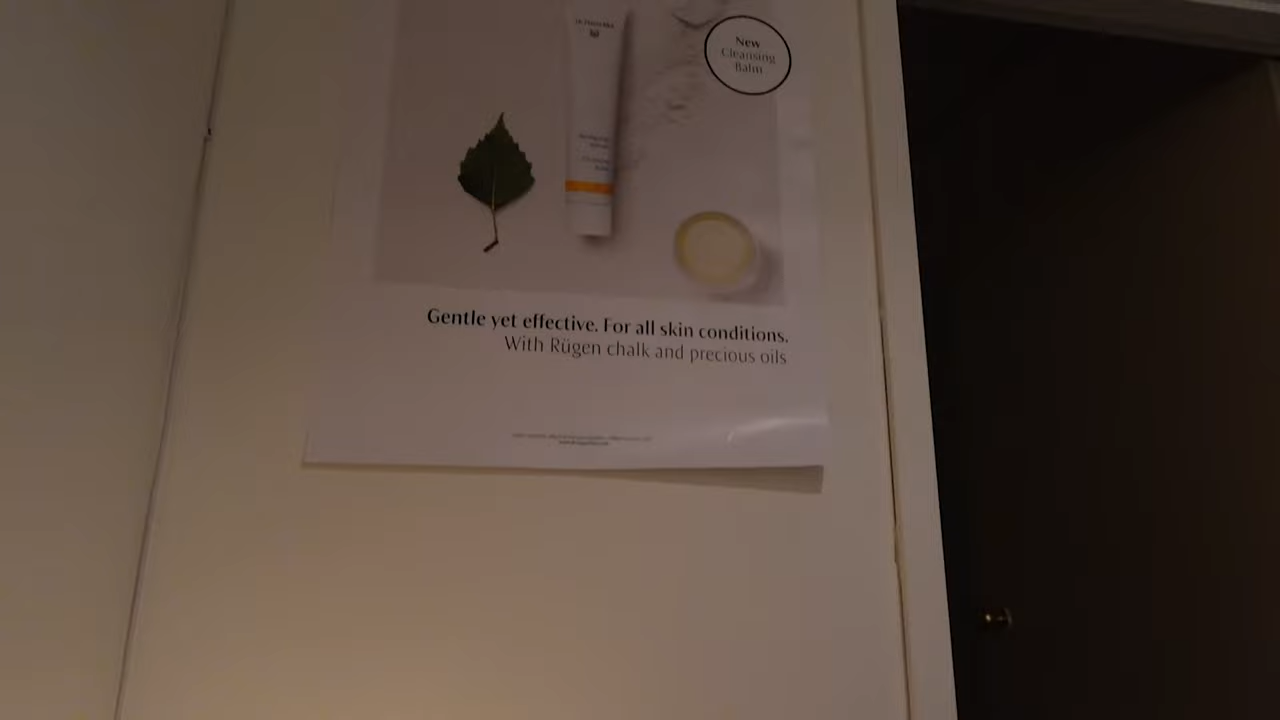 New
Cleansing
Balm
Gentle yet effective. For all skin conditions.
With Rügen chalk and precious oils